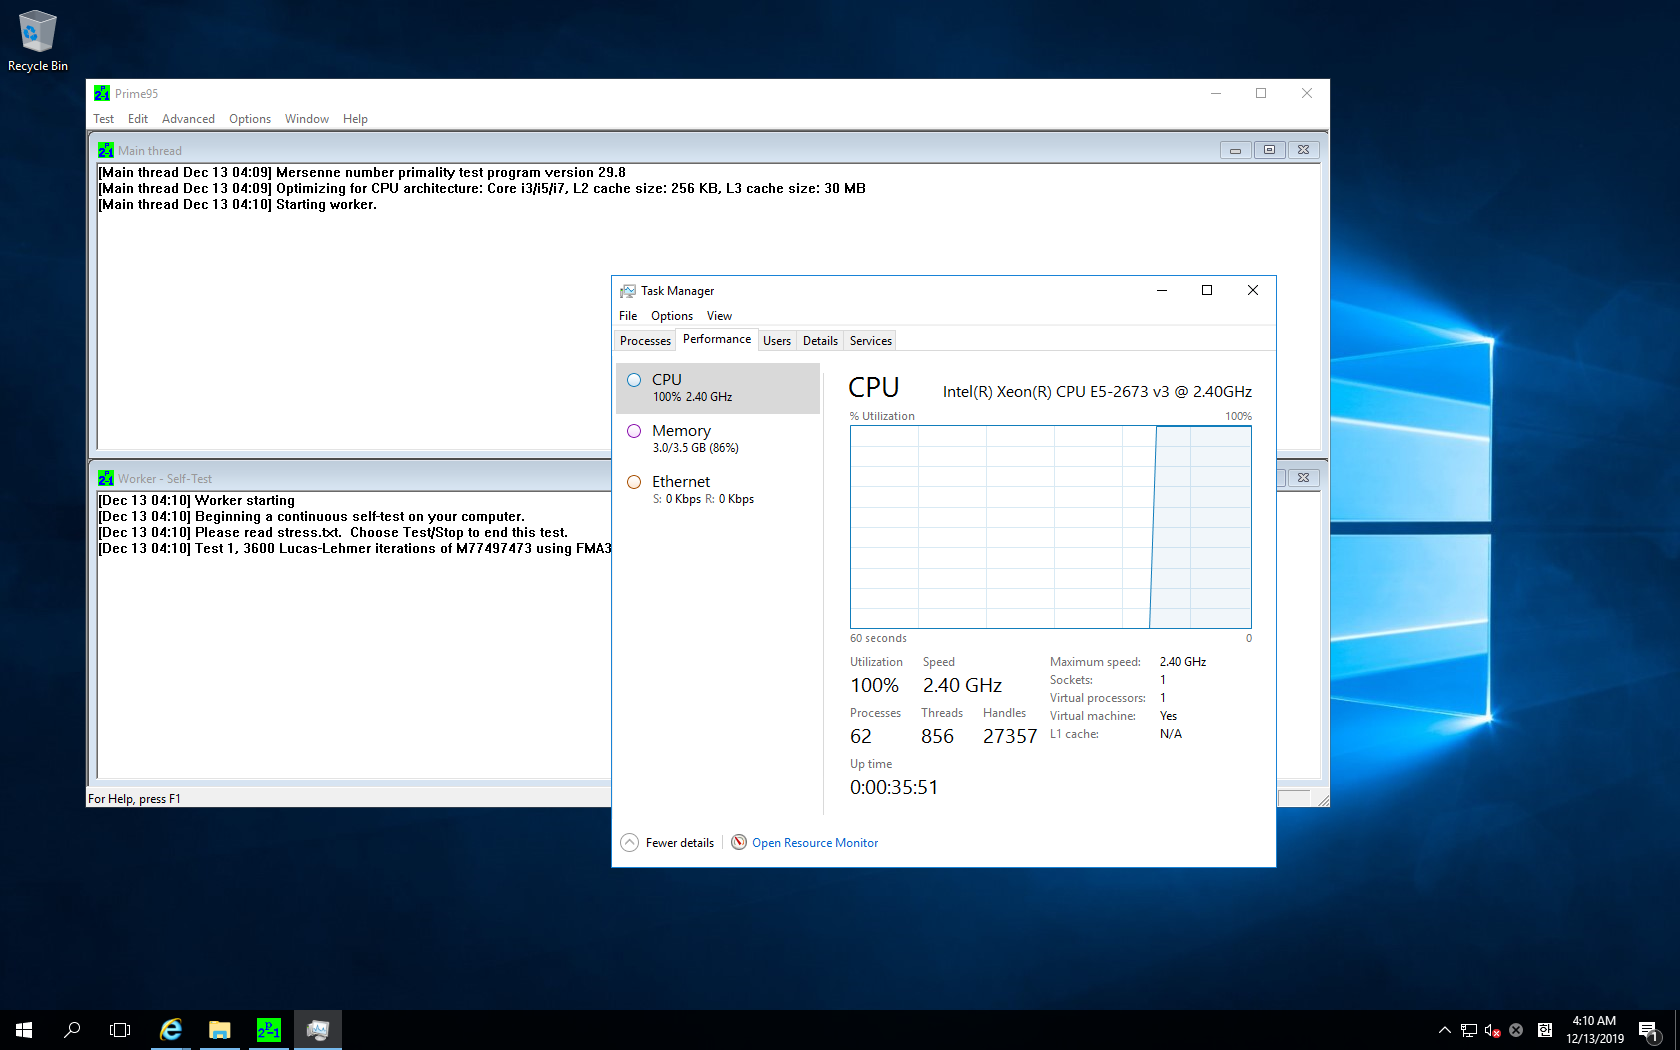 Recycle Bin
Prime95
Test Edit Advanced Options Window Help
Main thread
[Main thread Dec 13 04:09] Mersenne number primality test program version 29.8
[Main thread Dec 13 04:09] Optimizing for CPU architecture: Core i3/i5/i7, L2 cache size: 256 KB, L3 cache size: 30 MB
[Main thread Dec 13 04:10] Starting worker.
Worker - Self-Test
[Dec 13 04:10] Worker starting
[Dec 13 04:10] Beginning a continuous self-test on your computer.
[Dec 13 04:10] Please read stress.txt.  Choose Test/Stop to end this test.
[Dec 13 04:10] Test 1, 3600 Lucas-Lehmer iterations of M77497473 using FMA3
For Help, press F1
Task Manager
File Options View
Processes Performance Users Details Services
CPU
100% 2.40 GHz
Memory
3.0/3.5 GB (86%)
Ethernet
S: 0 Kbps R: 0 Kbps
CPU Intel(R) Xeon(R) CPU E5-2673 v3 @ 2.40GHz
% Utilization 100%
60 seconds 0
Utilization Speed
100% 2.40 GHz
Processes Threads Handles
62 856 27357
Up time
0:00:35:51
Maximum speed: 2.40 GHz
Sockets: 1
Virtual processors: 1
Virtual machine: Yes
L1 cache: N/A
Fewer details Open Resource Monitor
4:10 AM
12/13/2019
1